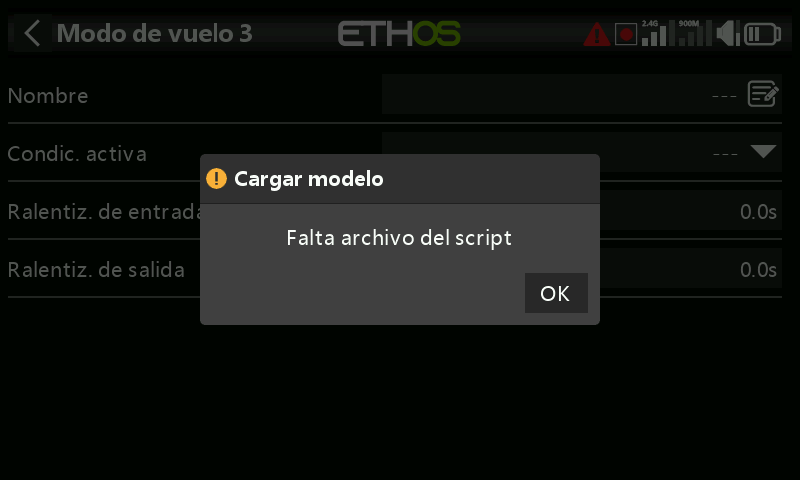 Modo de vuelo 3
ETHOS
2.4G
900M
Nombre
---
Condic. activa
---
Cargar modelo
Ralentiz. de entrada
0.0s
Falta archivo del script
Ralentiz. de salida
0.0s
OK